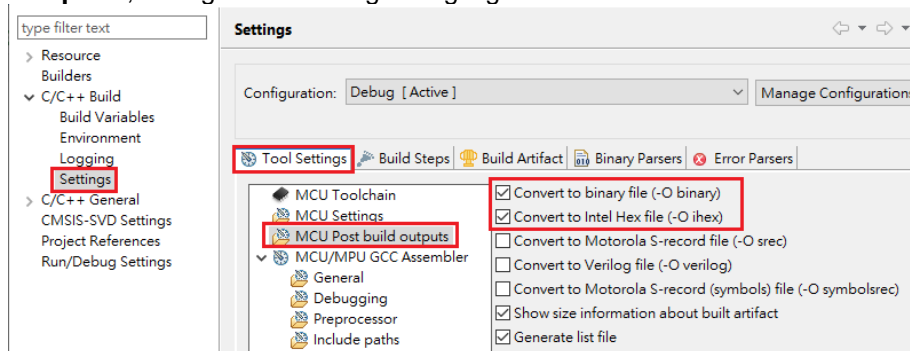 type filter text
Settings
Resource
Builders
C/C++ Build
Build Variables
Environment
Logging
Settings
C/C++ General
CMSIS-SVD Settings
Project References
Run/Debug Settings
Configuration: Debug [ Active ]
Manage Configurations
Tool Settings Build Steps Build Artifact Binary Parsers Error Parsers
MCU Toolchain
MCU Settings
MCU Post build outputs
MCU/MPU GCC Assembler
General
Debugging
Preprocessor
Include paths
Convert to binary file (-O binary)
Convert to Intel Hex file (-O ihex)
Convert to Motorola S-record file (-O srec)
Convert to Verilog file (-O verilog)
Convert to Motorola S-record (symbols) file (-O symbolsrec)
Show size information about built artifact
Generate list file